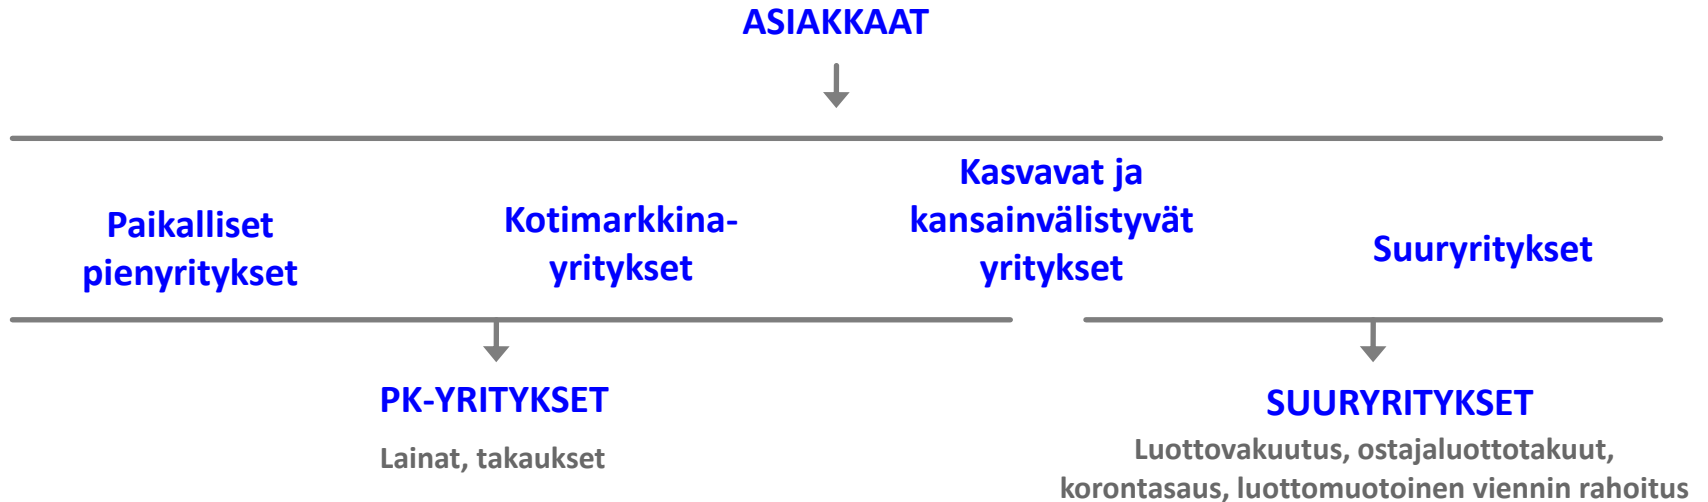 ASIAKKAAT
Paikalliset
pienyritykset
Kotimarkkina-
yritykset
Kasvavat ja
kansainvälistyvät
yritykset
Suuryritykset
PK-YRITYKSET
Lainat, takaukset
SUURYRITYKSET
Luottovakuutus, ostajaluottotakuut,
korontasaus, luottomuotoinen viennin rahoitus